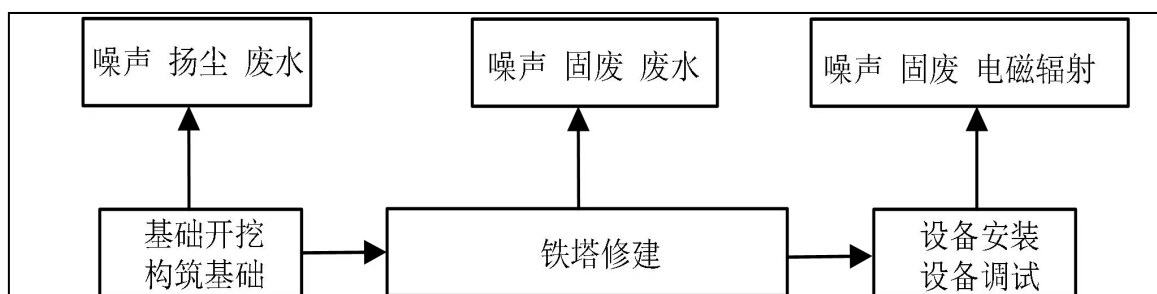 噪声 扬尘 废水
噪声 固废 废水
噪声 固废 电磁辐射
基础开挖
构筑基础
铁塔修建
设备安装
设备调试